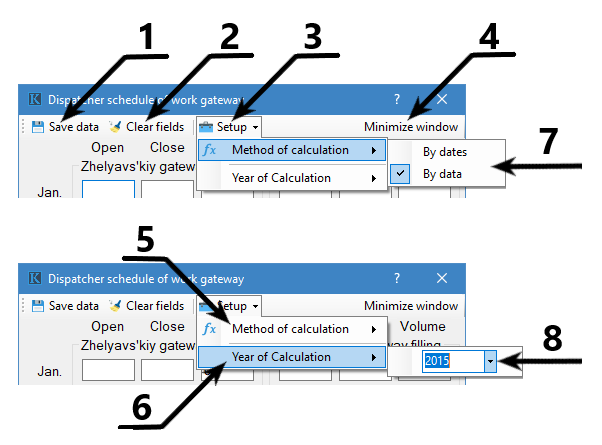 1 2 3 4
Dispatcher schedule of work gateway ?
Save data Clear fields Setup Minimize window
Open Close Method of calculation By dates 7
Zhelyavs'kiy gatew
Jan. Year of Calculation By data
5
Dispatcher schedule of work gateway ?
Save data Clear fields Setup Minimize window
Open Close fx Method of calculation Volume
Zhelyavs'kiy gatew way filling
Jan. Year of Calculation 2015 8
6